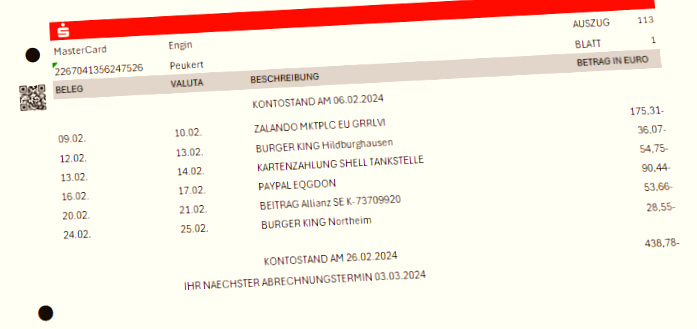 AUSZUG 113
MasterCard Engin BLATT 1
2267041356247526 Peukert
BELEG VALUTA BESCHREIBUNG BETRAG IN EURO
KONTOSTAND AM 06.02.2024
09.02. 10.02. ZALANDO MKTPLC EU GRRLVI 175,31-
12.02. 13.02. BURGER KING Hildburghausen 36,07-
13.02. 14.02. KARTENZAHLUNG SHELL TANKSTELLE 54,75-
16.02. 17.02. PAYPAL EQGDON 90,44-
20.02. 21.02. BEITRAG Allianz SE K-73709920 53,66-
24.02. 25.02. BURGER KING Northeim 28,55-
KONTOSTAND AM 26.02.2024 438,78-
IHR NAECHSTER ABRECHNUNGSTERMIN 03.03.2024